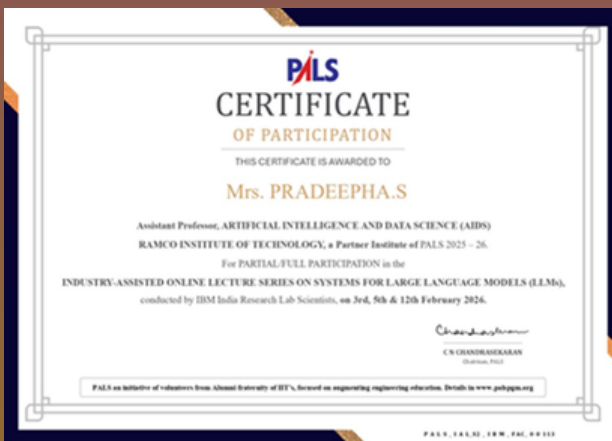 PALS
CERTIFICATE
OF PARTICIPATION
THIS CERTIFICATE IS AWARDED TO
Mrs. PRADEEPHA.S
Assistant Professor, ARTIFICIAL INTELLIGENCE AND DATA SCIENCE (AIDS)
RAMCO INSTITUTE OF TECHNOLOGY, a Partner Institute of PALS 2025 – 26.
For PARTIAL/FULL PARTICIPATION in the
INDUSTRY-ASSISTED ONLINE LECTURE SERIES ON SYSTEMS FOR LARGE LANGUAGE MODELS (LLMs),
conducted by IBM India Research Lab Scientists, on 3rd, 5th & 12th February 2026.
Chandrasekaran
C N CHANDRASEKARAN
Chairman, PALS
PALS an initiative of volunteers from Alumni fraternity of IIT's, focused on augmenting engineering education. Details in www.palspgm.org